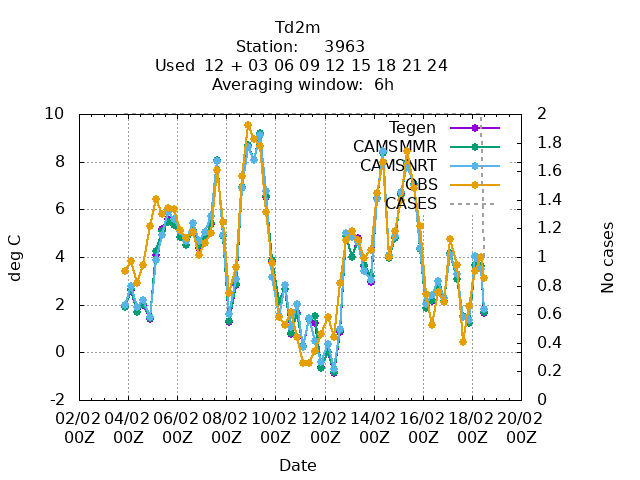 Td2m
Station:     3963
Used  12 + 03 06 09 12 15 18 21 24
Averaging window:  6h
Tegen
CAMSMMR
CAMSNRT
OBS
CASES
10
8
6
4
2
0
-2
deg C
2
1.8
1.6
1.4
1.2
1
0.8
0.6
0.4
0.2
0
No cases
02/02 04/02 06/02 08/02 10/02 12/02 14/02 16/02 18/02 20/02
00Z 00Z 00Z 00Z 00Z 00Z 00Z 00Z 00Z 00Z
Date